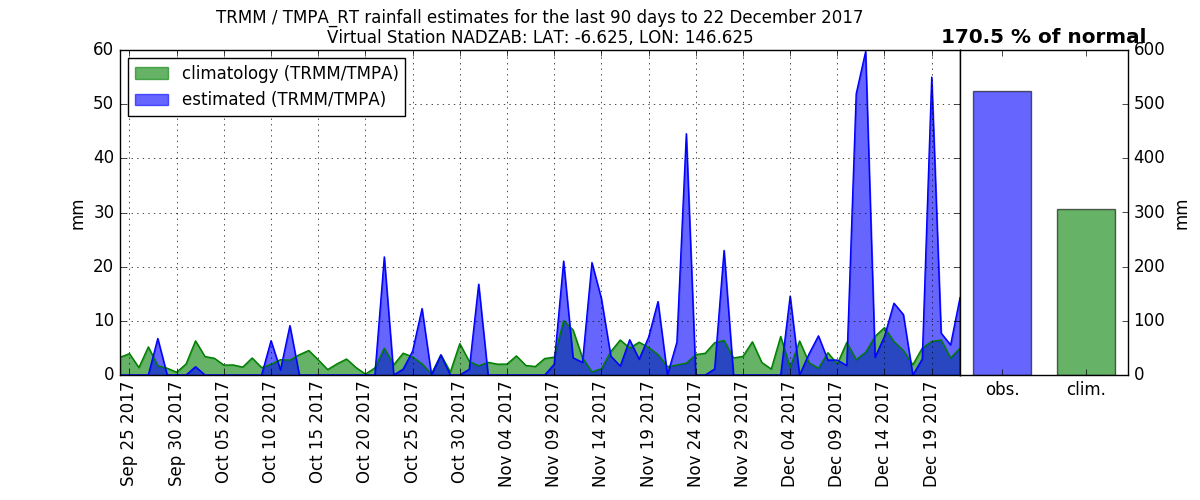 TRMM / TMPA_RT rainfall estimates for the last 90 days to 22 December 2017
Virtual Station NADZAB: LAT: -6.625, LON: 146.625
170.5 % of normal
climatology (TRMM/TMPA)
estimated (TRMM/TMPA)
mm
60
50
40
30
20
10
0
Sep 25 2017
Sep 30 2017
Oct 05 2017
Oct 10 2017
Oct 15 2017
Oct 20 2017
Oct 25 2017
Oct 30 2017
Nov 04 2017
Nov 09 2017
Nov 14 2017
Nov 19 2017
Nov 24 2017
Nov 29 2017
Dec 04 2017
Dec 09 2017
Dec 14 2017
Dec 19 2017
obs.
clim.
600
500
400
300
200
100
0
mm